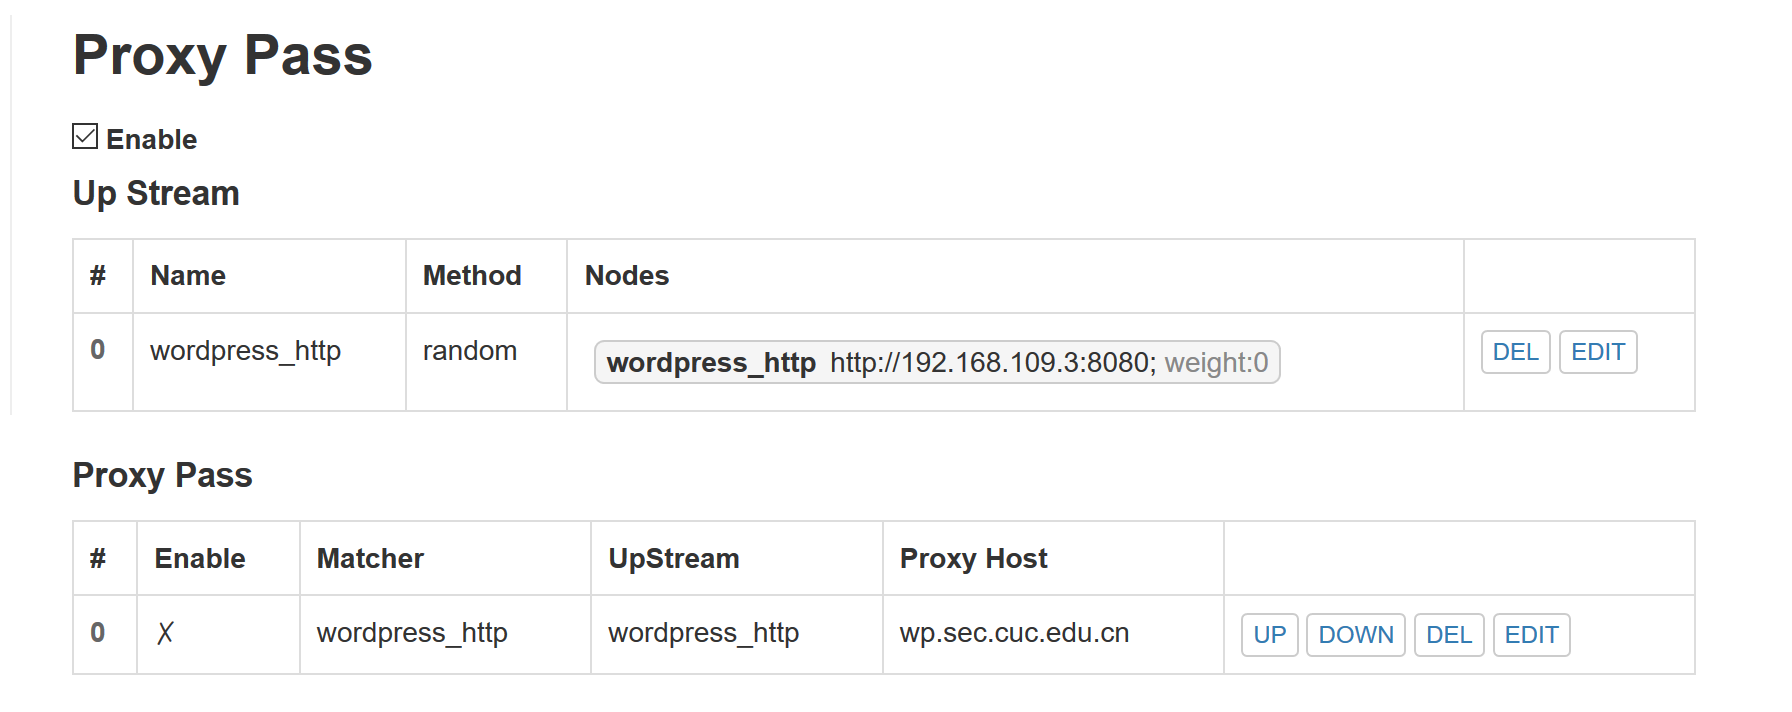 Proxy Pass
Enable
Up Stream
# Name Method Nodes
0 wordpress_http random wordpress_http http://192.168.109.3:8080; weight:0 DEL EDIT
Proxy Pass
# Enable Matcher UpStream Proxy Host
0 X wordpress_http wordpress_http wp.sec.cuc.edu.cn UP DOWN DEL EDIT